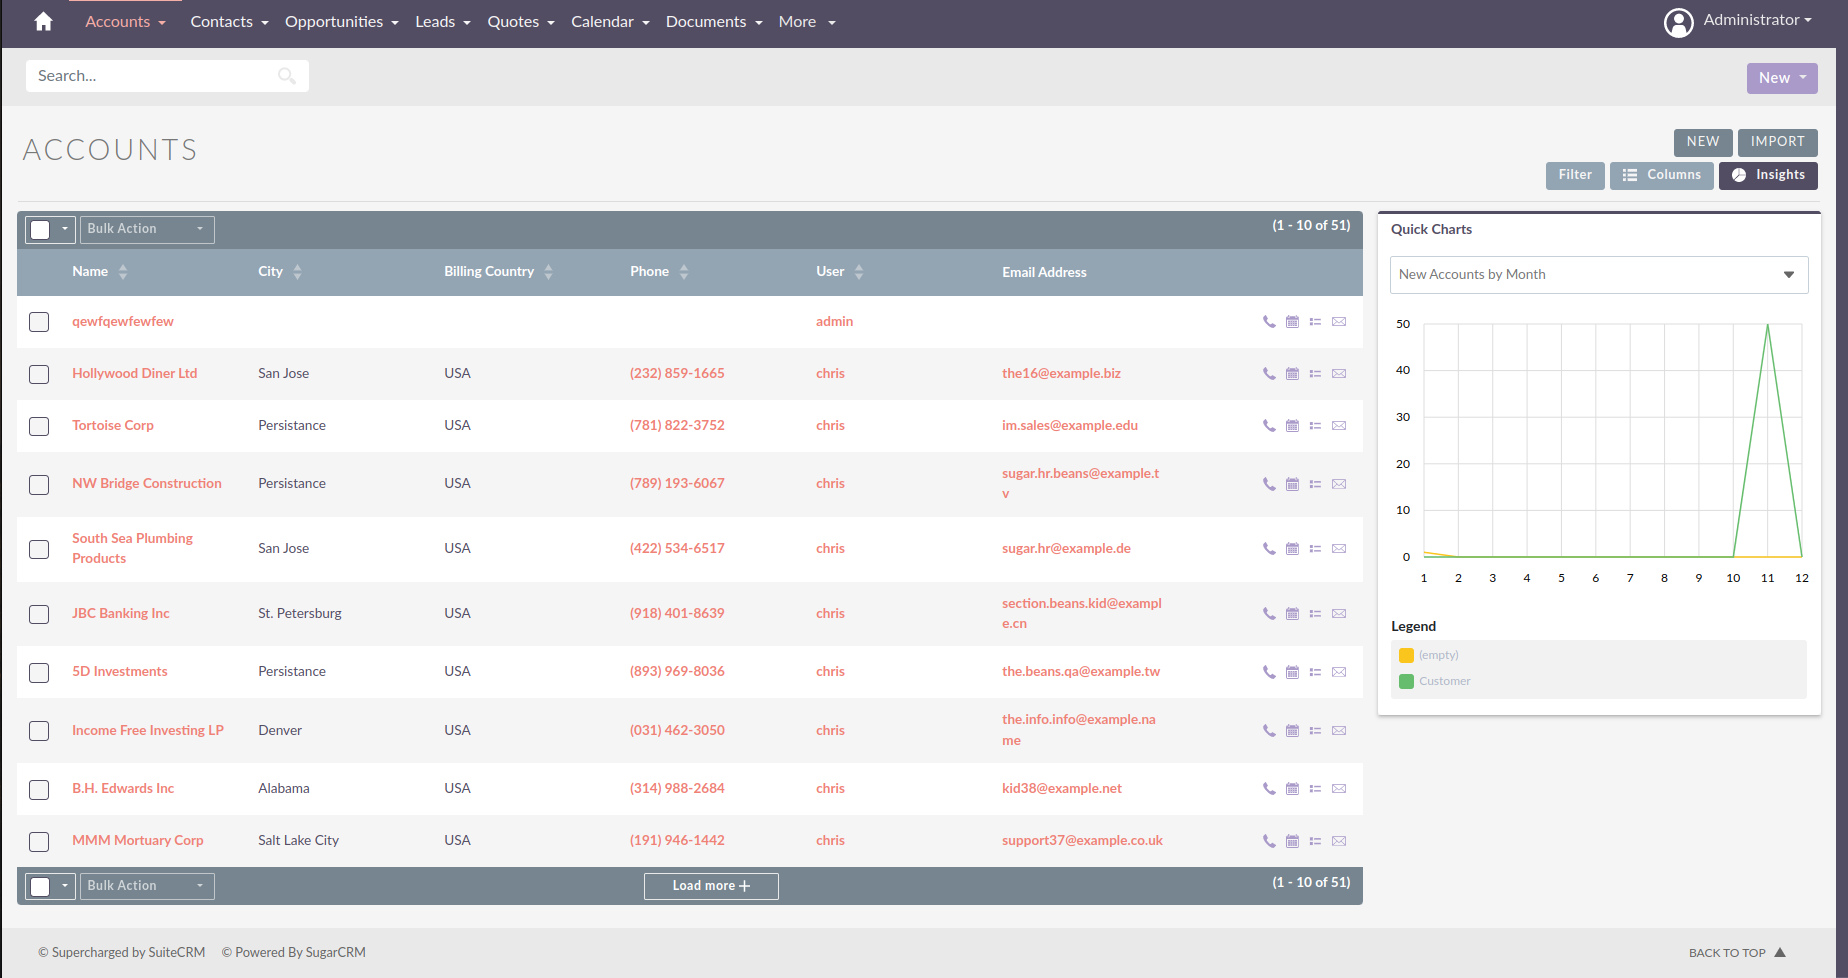 Accounts Contacts Opportunities Leads Quotes Calendar Documents More Administrator
Search... New
ACCOUNTS
NEW IMPORT
Filter Columns Insights
Bulk Action (1 - 10 of 51)
Name City Billing Country Phone User Email Address
qewfqewfewfew admin
Hollywood Diner Ltd San Jose USA (232) 859-1665 chris the16@example.biz
Tortoise Corp Persistance USA (781) 822-3752 chris im.sales@example.edu
NW Bridge Construction Persistance USA (789) 193-6067 chris sugar.hr.beans@example.t
v
South Sea Plumbing
Products San Jose USA (422) 534-6517 chris sugar.hr@example.de
JBC Banking Inc St. Petersburg USA (918) 401-8639 chris section.beans.kid@exampl
e.cn
5D Investments Persistance USA (893) 969-8036 chris the.beans.qa@example.tw
Income Free Investing LP Denver USA (031) 462-3050 chris the.info.info@example.na
me
B.H. Edwards Inc Alabama USA (314) 988-2684 chris kid38@example.net
MMM Mortuary Corp Salt Lake City USA (191) 946-1442 chris support37@example.co.uk
Bulk Action Load more (1 - 10 of 51)
Quick Charts
New Accounts by Month
50
40
30
20
10
0
1 2 3 4 5 6 7 8 9 10 11 12
Legend
(empty)
Customer
© Supercharged by SuiteCRM © Powered By SugarCRM BACK TO TOP